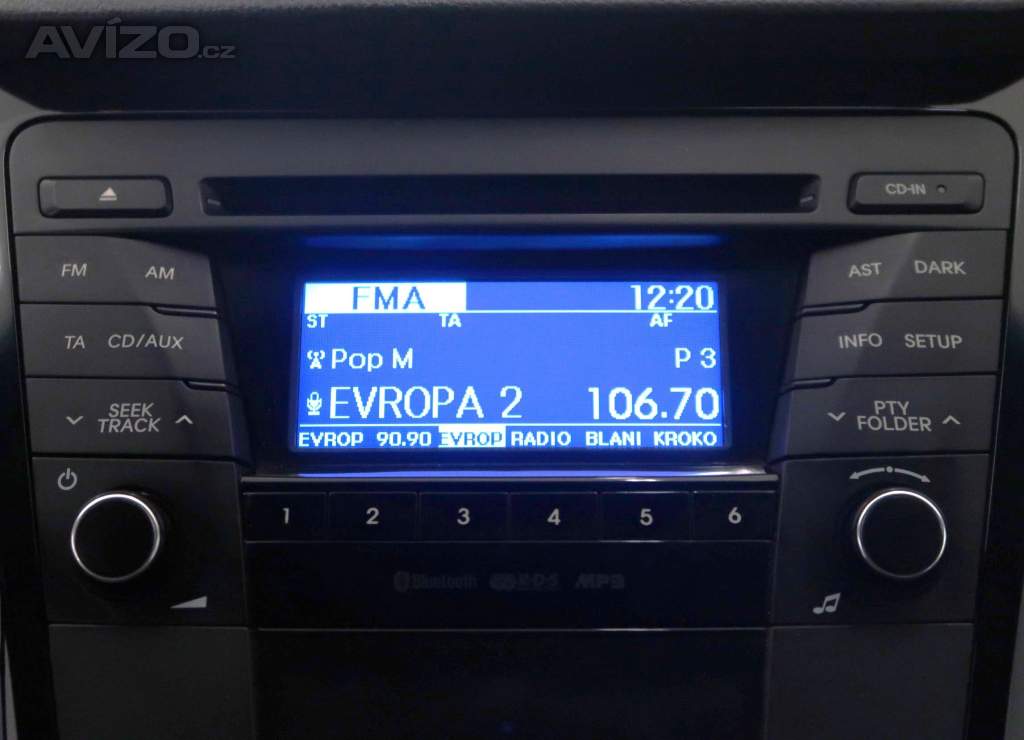 AVÍZO.cz
CD-IN
FM AM
AST DARK
FMA 12:20
ST TA AF
TA CD/AUX
INFO SETUP
Pop M P 3
EVROPA 2 106.70
SEEK
TRACK
PTY
FOLDER
EVROP 90.90 EVROP RADIO BLANI KROKO
1 2 3 4 5 6
Bluetooth RDS MP3